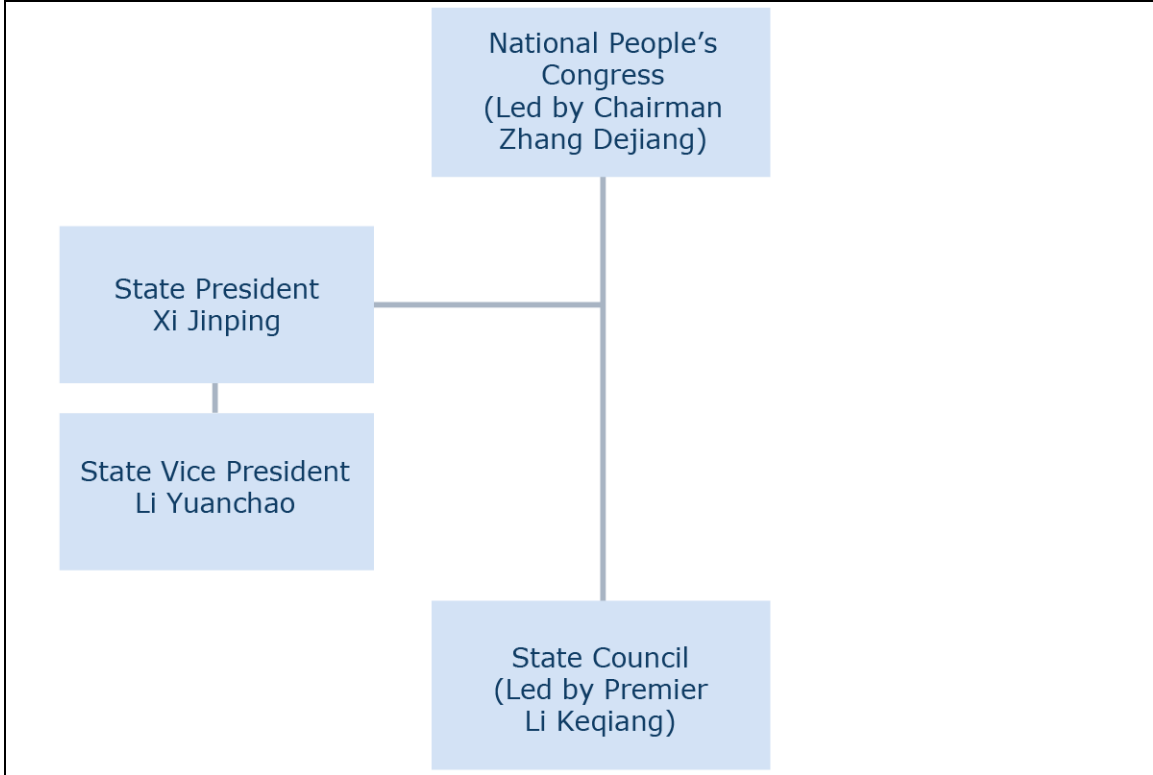 National People’s
Congress
(Led by Chairman
Zhang Dejiang)
State President
Xi Jinping
State Vice President
Li Yuanchao
State Council
(Led by Premier
Li Keqiang)